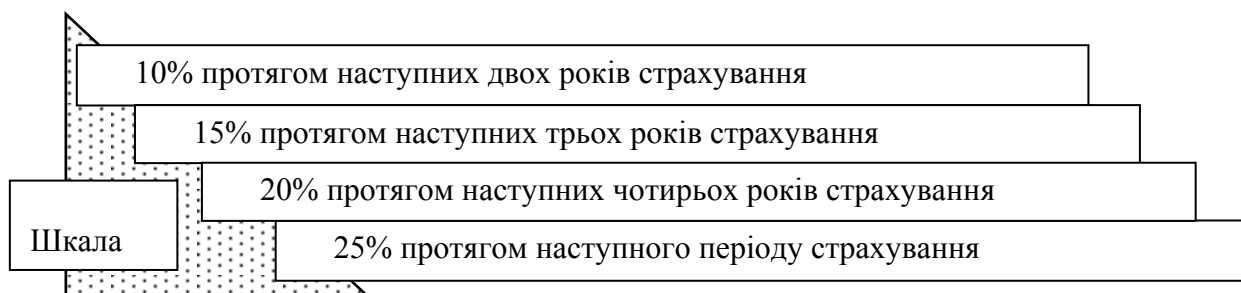 10% протягом наступних двох років страхування
15% протягом наступних трьох років страхування
20% протягом наступних чотирьох років страхування
Шкала
25% протягом наступного періоду страхування